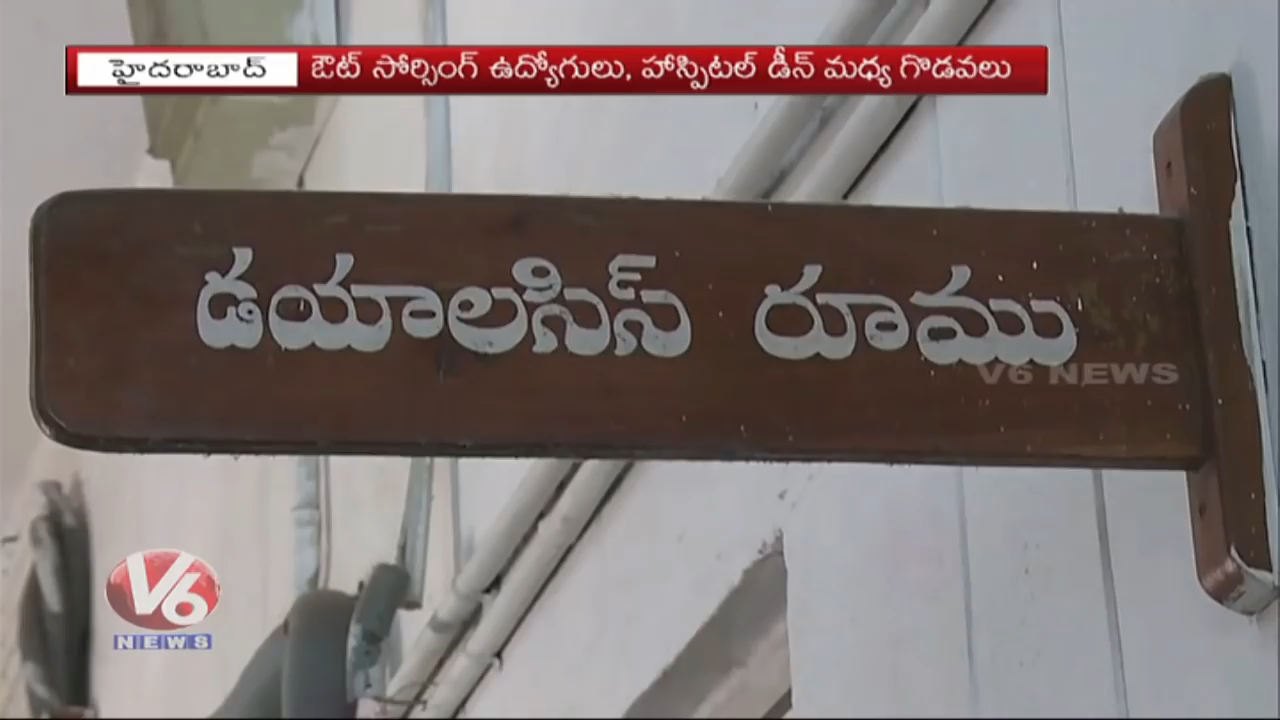 హైదరాబాద్ ఔట్ సోర్సింగ్ ఉద్యోగులు, హాస్పిటల్ డీన్ మధ్య గొడవలు
డయాలసిస్ రూము
V6 NEWS
V6
NEWS